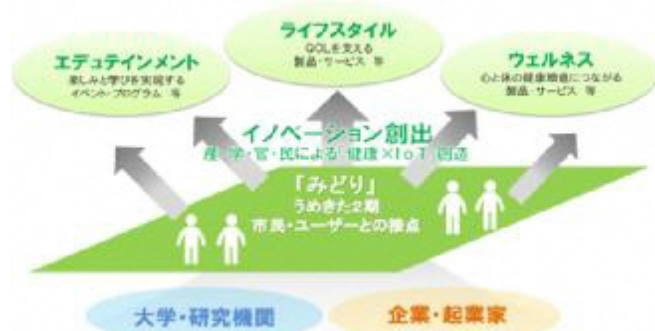 ライフスタイル
QOLを支える
製品・サービス 等
エデュテインメント
楽しみと学びを実現する
イベント・プログラム 等
ウェルネス
心と体の健康増進につながる
製品・サービス 等
イノベーション創出
産・学・官・民による「健康×IoT」創造
『みどり』
うめきた2期
市民・ユーザーとの接点
大学・研究機関
企業・起業家